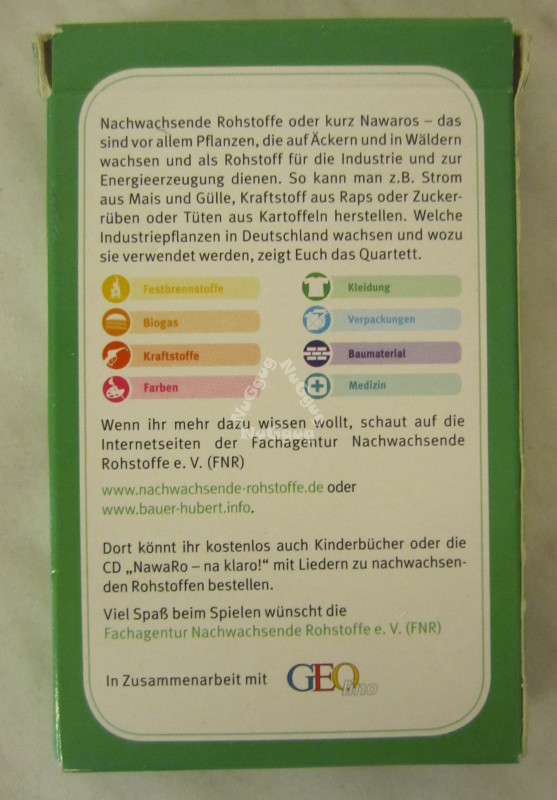 Nachwachsende Rohstoffe oder kurz Nawaros – das
sind vor allem Pflanzen, die auf Äckern und in Wäldern
wachsen und als Rohstoff für die Industrie und zur
Energieerzeugung dienen. So kann man z.B. Strom
aus Mais und Gülle, Kraftstoff aus Raps oder Zucker-
rüben oder Tüten aus Kartoffeln herstellen. Welche
Industriepflanzen in Deutschland wachsen und wozu
sie verwendet werden, zeigt Euch das Quartett.
Festbrennstoffe
Biogas
Kraftstoffe
Farben
Kleidung
Verpackungen
Baumaterial
Medizin
NuGgug
NuGgug
NuGgug
Wenn ihr mehr dazu wissen wollt, schaut auf die
Internetseiten der Fachagentur Nachwachsende
Rohstoffe e. V. (FNR)
www.nachwachsende-rohstoffe.de oder
www.bauer-hubert.info.
Dort könnt ihr kostenlos auch Kinderbücher oder die
CD „NawaRo – na klaro!“ mit Liedern zu nachwachsen-
den Rohstoffen bestellen.
Viel Spaß beim Spielen wünscht die
Fachagentur Nachwachsende Rohstoffe e. V. (FNR)
In Zusammenarbeit mit GEOlino